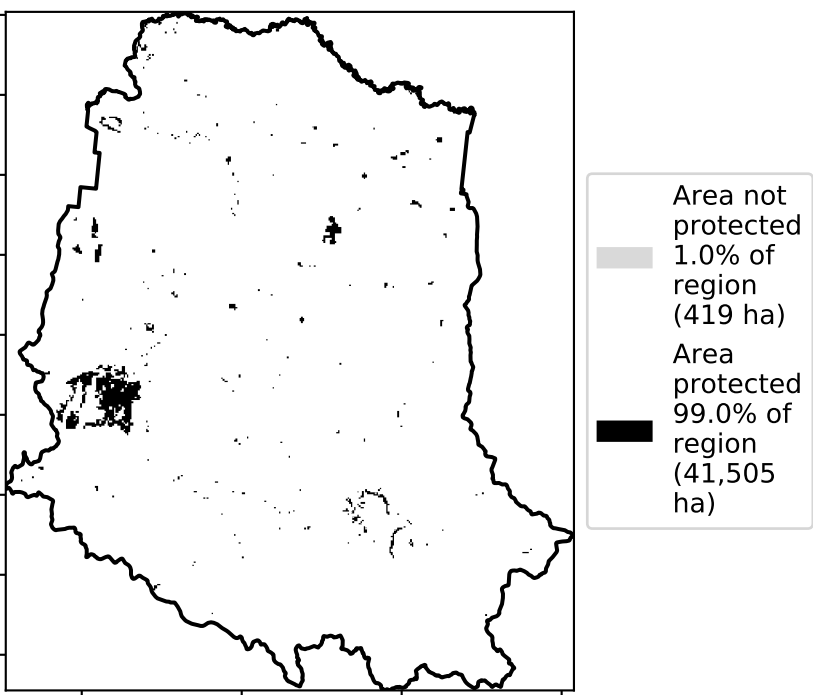 Area not
protected
1.0% of
region
(419 ha)
Area
protected
99.0% of
region
(41,505
ha)